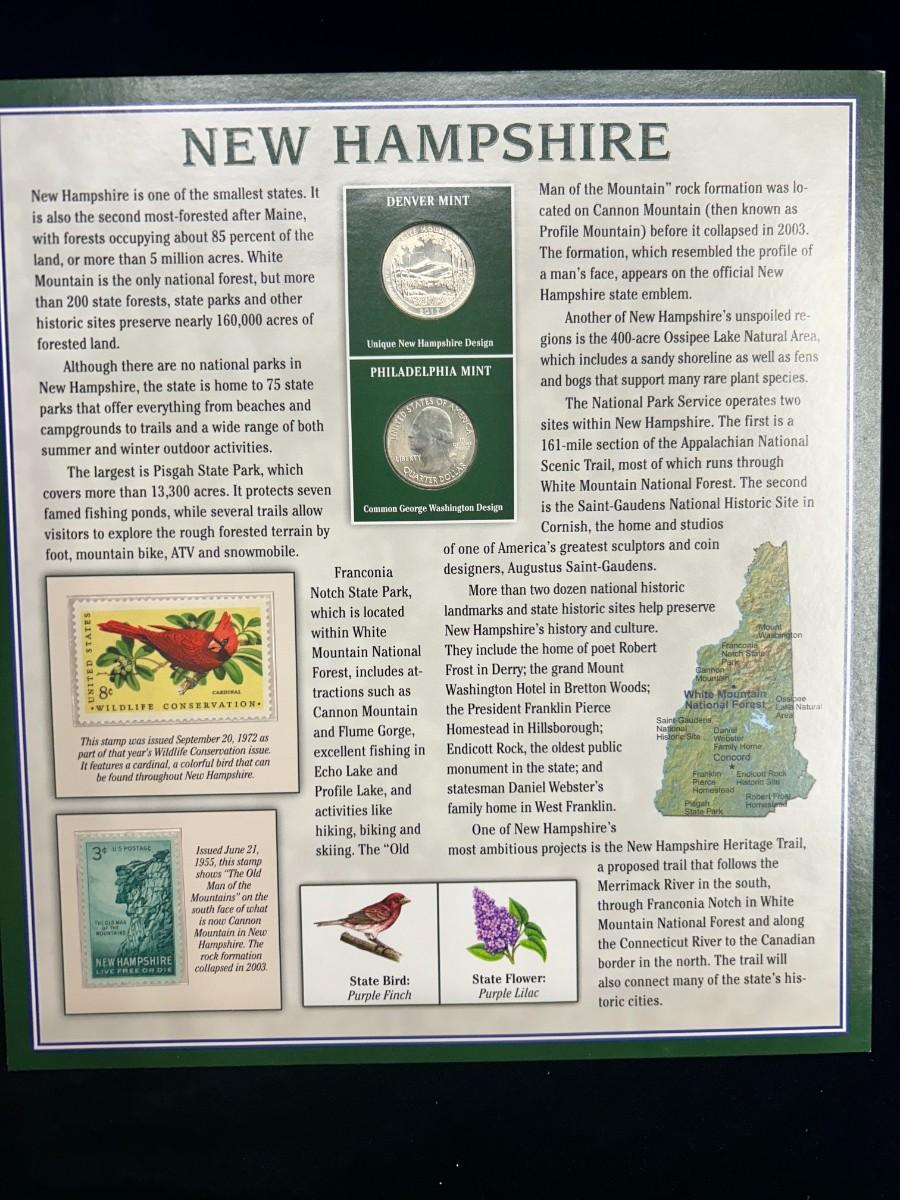 NEW HAMPSHIRE
New Hampshire is one of the smallest states. It
is also the second most-forested after Maine,
with forests occupying about 85 percent of the
land, or more than 5 million acres. White
Mountain is the only national forest, but more
than 200 state forests, state parks and other
historic sites preserve nearly 160,000 acres of
forested land.
Although there are no national parks in
New Hampshire, the state is home to 75 state
parks that offer everything from beaches and
campgrounds to trails and a wide range of both
summer and winter outdoor activities.
The largest is Pisgah State Park, which
covers more than 13,300 acres. It protects seven
famed fishing ponds, while several trails allow
visitors to explore the rough forested terrain by
foot, mountain bike, ATV and snowmobile.
DENVER MINT
2013
Unique New Hampshire Design
PHILADELPHIA MINT
UNITED STATES OF AMERICA
LIBERTY
QUARTER DOLLAR
Common George Washington Design
Franconia
Notch State Park,
which is located
within White
Mountain National
Forest, includes at-
tractions such as
Cannon Mountain
and Flume Gorge,
excellent fishing in
Echo Lake and
Profile Lake, and
activities like
hiking, biking and
skiing. The “Old
Man of the Mountain” rock formation was lo-
cated on Cannon Mountain (then known as
Profile Mountain) before it collapsed in 2003.
The formation, which resembled the profile of
a man’s face, appears on the official New
Hampshire state emblem.
Another of New Hampshire’s unspoiled re-
gions is the 400-acre Ossipee Lake Natural Area,
which includes a sandy shoreline as well as fens
and bogs that support many rare plant species.
The National Park Service operates two
sites within New Hampshire. The first is a
161-mile section of the Appalachian National
Scenic Trail, most of which runs through
White Mountain National Forest. The second
is the Saint-Gaudens National Historic Site in
Cornish, the home and studios
of one of America’s greatest sculptors and coin
designers, Augustus Saint-Gaudens.
More than two dozen national historic
landmarks and state historic sites help preserve
New Hampshire’s history and culture.
They include the home of poet Robert
Frost in Derry; the grand Mount
Washington Hotel in Bretton Woods;
the President Franklin Pierce
Homestead in Hillsborough;
Endicott Rock, the oldest public
monument in the state; and
statesman Daniel Webster’s
family home in West Franklin.
One of New Hampshire’s
most ambitious projects is the New Hampshire Heritage Trail,
a proposed trail that follows the
Merrimack River in the south,
through Franconia Notch in White
Mountain National Forest and along
the Connecticut River to the Canadian
border in the north. The trail will
also connect many of the state’s his-
toric cities.
UNITED STATES
8¢
CARDINAL
•WILDLIFE CONSERVATION•
This stamp was issued September 20, 1972 as
part of that year’s Wildlife Conservation issue.
It features a cardinal, a colorful bird that can
be found throughout New Hampshire.
3¢ U S POSTAGE
THE OLD MAN
OF THE
MOUNTAINS
NEW HAMPSHIRE
LIVE FREE OR DIE
Issued June 21,
1955, this stamp
shows “The Old
Man of the
Mountains” on the
south face of what
is now Cannon
Mountain in New
Hampshire. The
rock formation
collapsed in 2003.
State Bird:
Purple Finch
State Flower:
Purple Lilac
Mount
Washington
Franconia
Notch State
Park
Cannon
Mountain
White Mountain
National Forest
Ossipee
Lake Natural
Area
Saint-Gaudens
National
Historic Site
Daniel
Webster
Family Home
Concord
Franklin
Pierce
Homestead
Endicott Rock
Historic Site
Robert Frost
Homestead
Pisgah
State Park